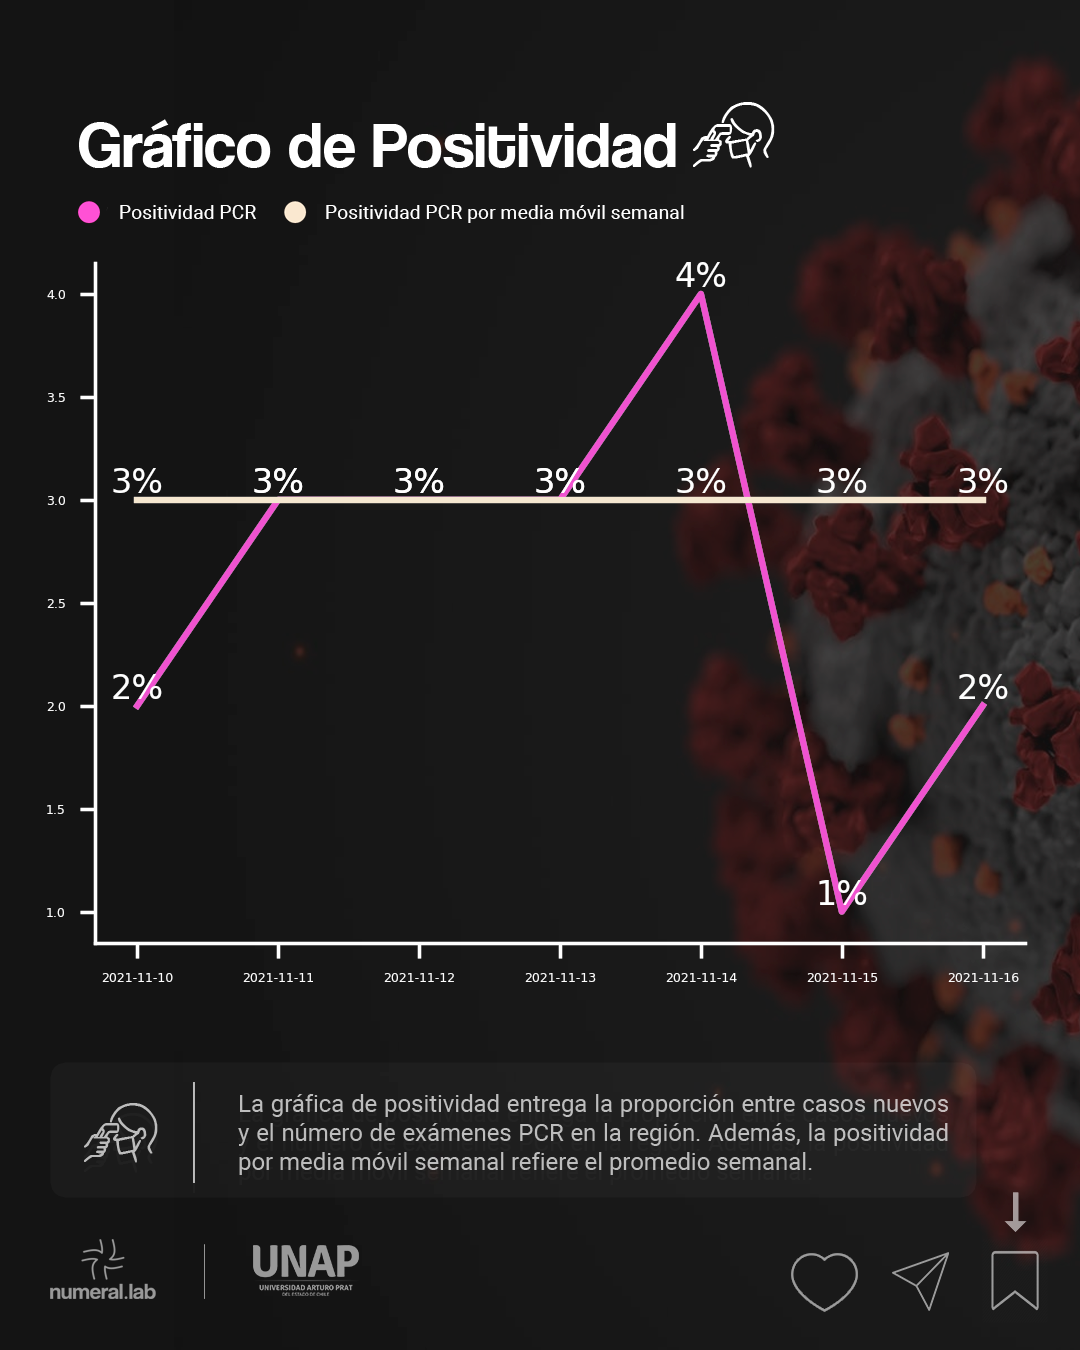 Gráfico de Positividad
Positividad PCR
Positividad PCR por media móvil semanal
4.0
3.5
3.0
2.5
2.0
1.5
1.0
4%
3% 3% 3% 3% 3% 3% 3%
2% 2%
1%
2021-11-10 2021-11-11 2021-11-12 2021-11-13 2021-11-14 2021-11-15 2021-11-16
La gráfica de positividad entrega la proporción entre casos nuevos
y el número de exámenes PCR en la región. Además, la positividad
por media móvil semanal refiere el promedio semanal.
numeral.lab
UNAP
UNIVERSIDAD ARTURO PRAT
DEL ESTADO DE CHILE